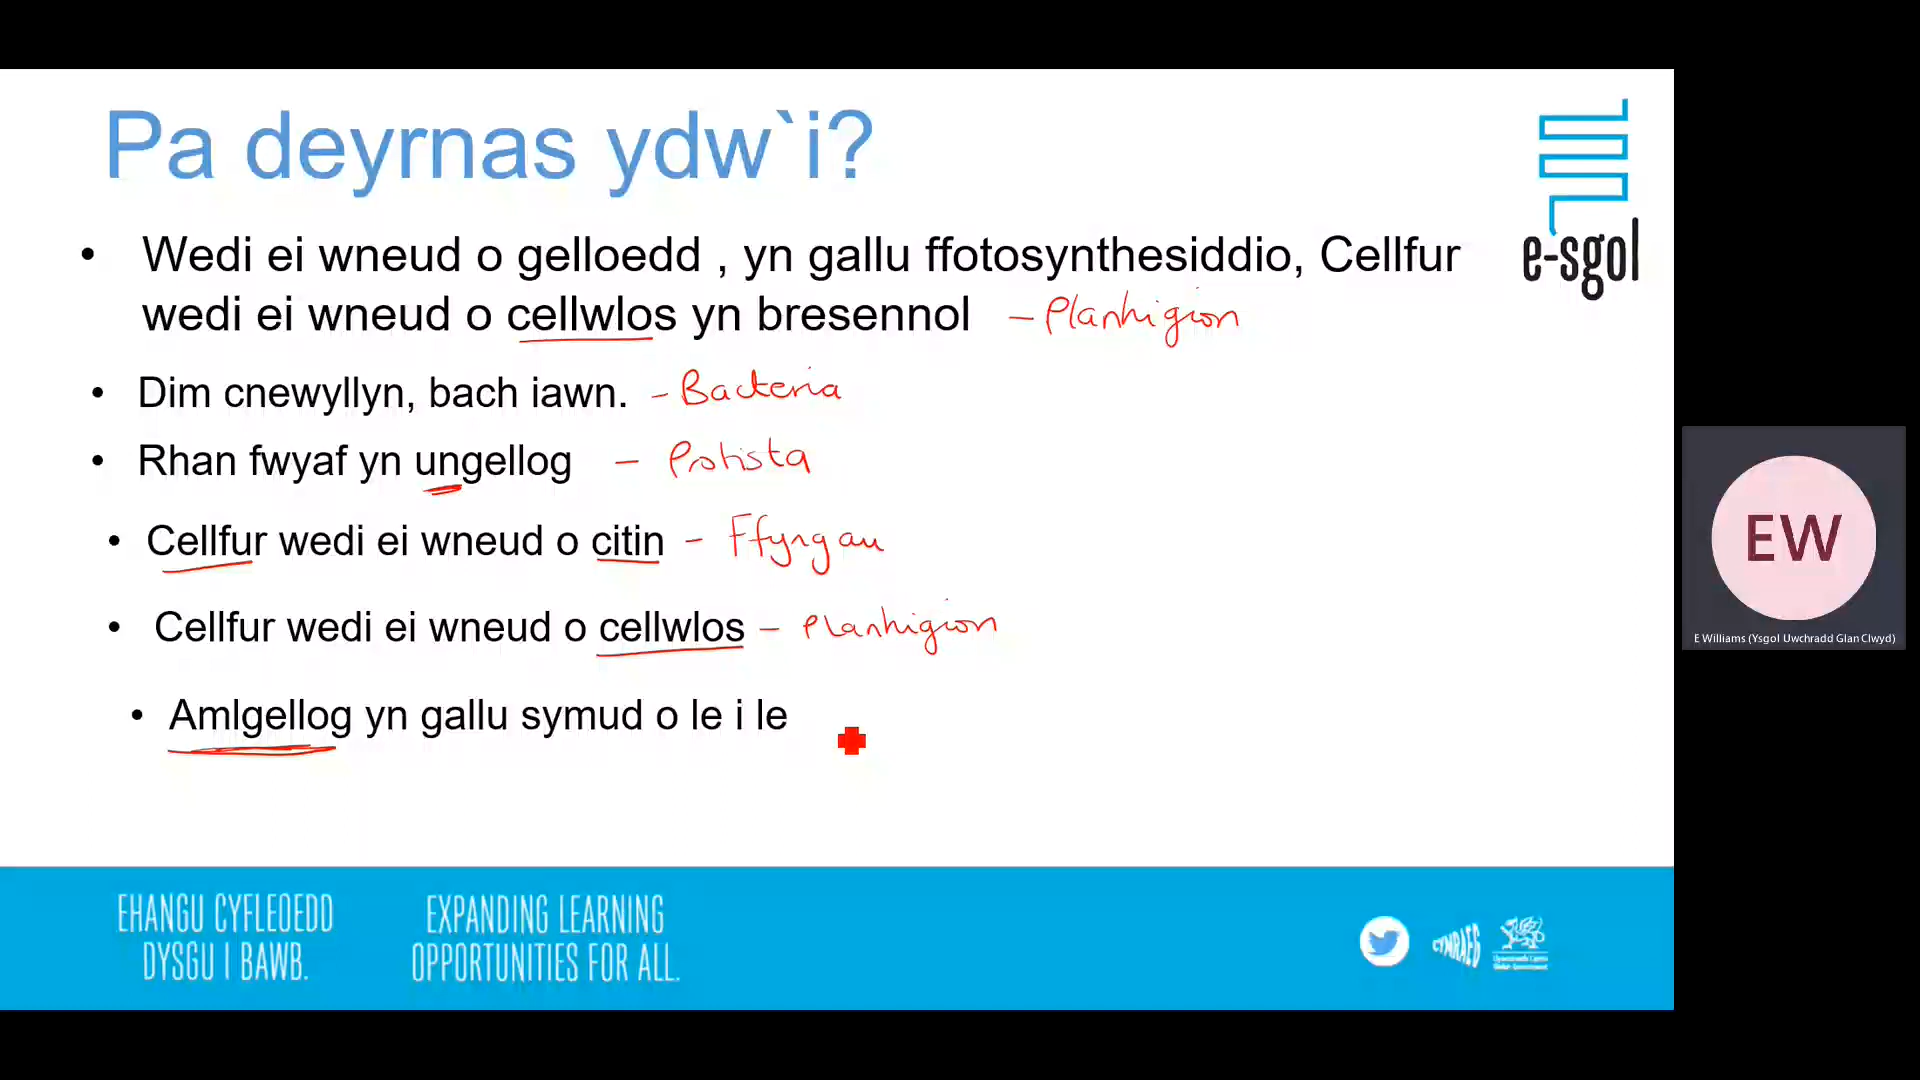 Pa deyrnas ydw`i?
• Wedi ei wneud o gelloedd , yn gallu ffotosynthesiddio, Cellfur
wedi ei wneud o cellwlos yn bresennol – Planhigion
• Dim cnewyllyn, bach iawn. – Bacteria
• Rhan fwyaf yn ungellog – Protista
• Cellfur wedi ei wneud o citin – Ffyngau
• Cellfur wedi ei wneud o cellwlos – Planhigion
• Amlgellog yn gallu symud o le i le
e-sgol
EW
E Williams (Ysgol Uwchradd Glan Clwyd)
EHANGU CYFLEOEDD
DYSGU I BAWB.
EXPANDING LEARNING
OPPORTUNITIES FOR ALL.
CYMRAEG